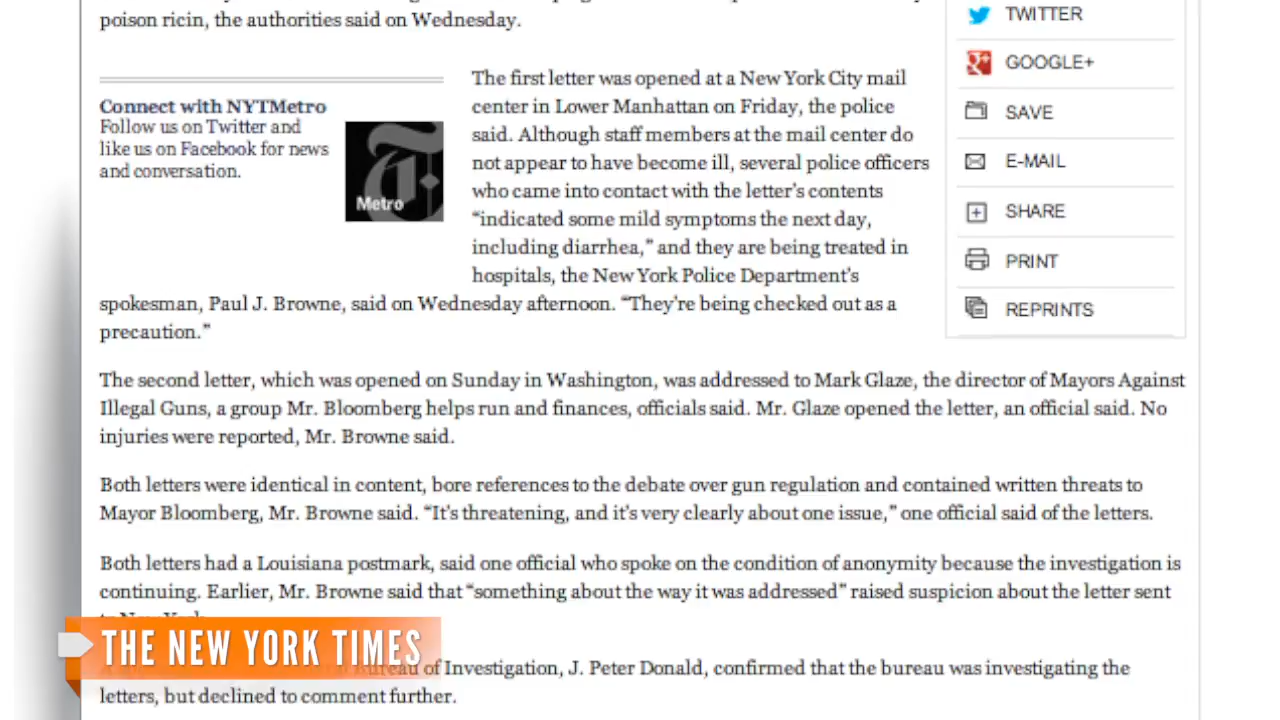 poison ricin, the authorities said on Wednesday.
Connect with NYTMetro
Follow us on Twitter and
like us on Facebook for news
and conversation.
Metro
The first letter was opened at a New York City mail
center in Lower Manhattan on Friday, the police
said. Although staff members at the mail center do
not appear to have become ill, several police officers
who came into contact with the letter's contents
“indicated some mild symptoms the next day,
including diarrhea,” and they are being treated in
hospitals, the New York Police Department's
spokesman, Paul J. Browne, said on Wednesday afternoon. “They're being checked out as a
precaution.”
The second letter, which was opened on Sunday in Washington, was addressed to Mark Glaze, the director of Mayors Against
Illegal Guns, a group Mr. Bloomberg helps run and finances, officials said. Mr. Glaze opened the letter, an official said. No
injuries were reported, Mr. Browne said.
Both letters were identical in content, bore references to the debate over gun regulation and contained written threats to
Mayor Bloomberg, Mr. Browne said. “It's threatening, and it's very clearly about one issue,” one official said of the letters.
Both letters had a Louisiana postmark, said one official who spoke on the condition of anonymity because the investigation is
continuing. Earlier, Mr. Browne said that “something about the way it was addressed” raised suspicion about the letter sent
Bureau of Investigation, J. Peter Donald, confirmed that the bureau was investigating the
letters, but declined to comment further.
TWITTER
GOOGLE+
SAVE
E-MAIL
SHARE
PRINT
REPRINTS
THE NEW YORK TIMES